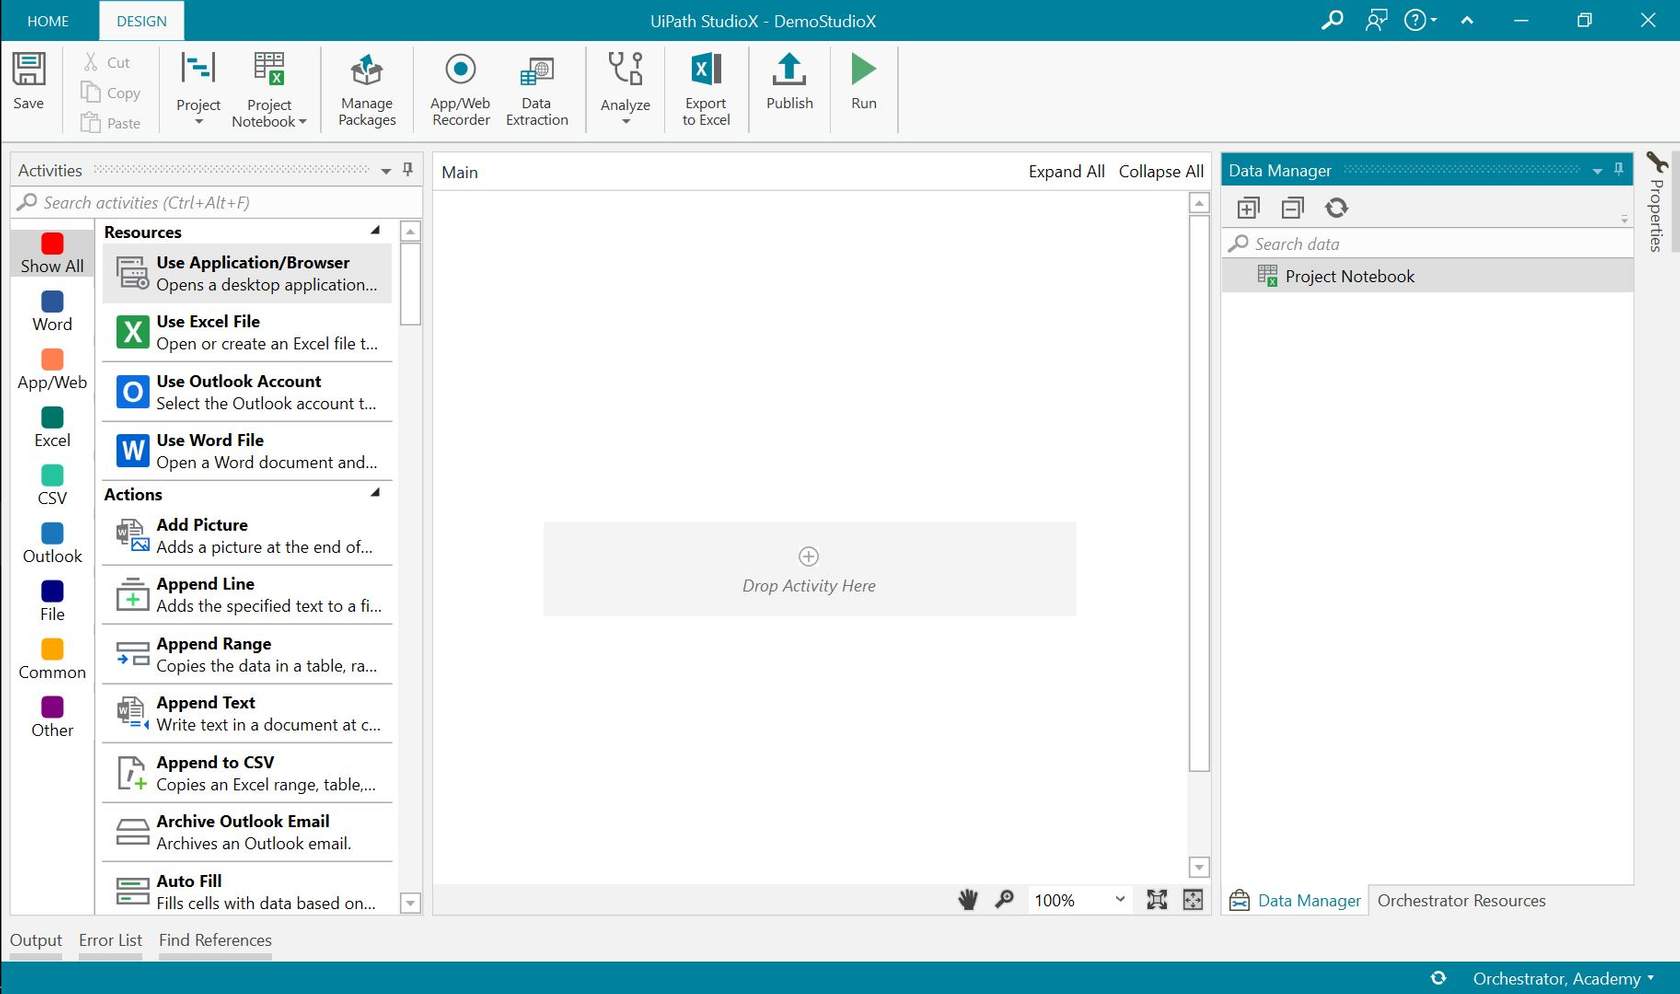 HOME
DESIGN
UiPath StudioX - DemoStudioX
Save
Cut
Copy
Paste
Project
Project
Notebook
Manage
Packages
App/Web
Recorder
Data
Extraction
Analyze
Export
to Excel
Publish
Run
Activities
Search activities (Ctrl+Alt+F)
Show All
Word
App/Web
Excel
CSV
Outlook
File
Common
Other
Resources
Use Application/Browser
Opens a desktop application...
Use Excel File
Open or create an Excel file t...
Use Outlook Account
Select the Outlook account t...
Use Word File
Open a Word document and...
Actions
Add Picture
Adds a picture at the end of...
Append Line
Adds the specified text to a fi...
Append Range
Copies the data in a table, ra...
Append Text
Write text in a document at c...
Append to CSV
Copies an Excel range, table,...
Archive Outlook Email
Archives an Outlook email.
Auto Fill
Fills cells with data based on...
Main
Expand All
Collapse All
Drop Activity Here
100%
Data Manager
Search data
Project Notebook
Data Manager
Orchestrator Resources
Properties
Output
Error List
Find References
Orchestrator, Academy